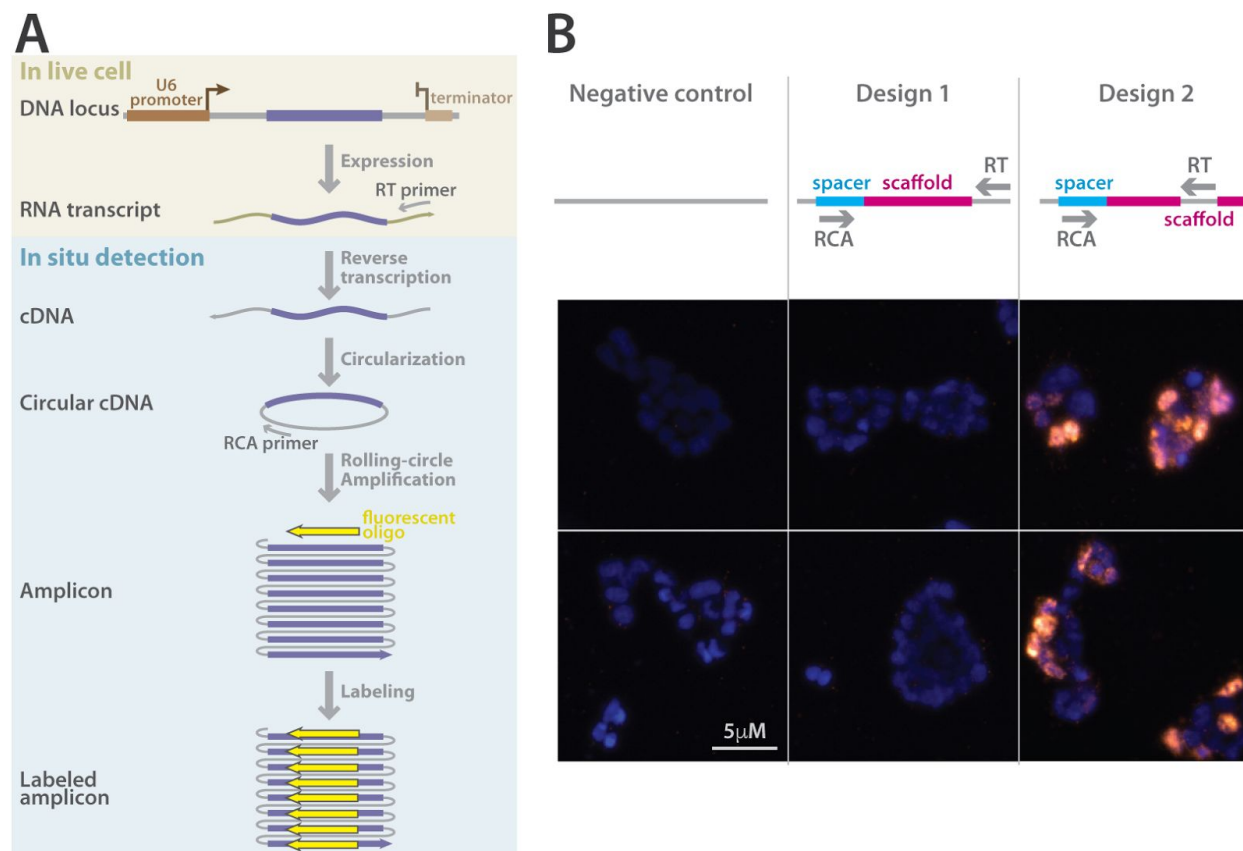 A
In live cell
U6
promoter
terminator
DNA locus
Expression
RT primer
RNA transcript
In situ detection
Reverse
transcription
cDNA
Circularization
Circular cDNA
RCA primer
Rolling-circle
Amplification
fluorescent
oligo
Amplicon
Labeling
Labeled
amplicon
B
Negative control
Design 1
Design 2
RT
spacer
scaffold
RCA
RT
spacer
scaffold
RCA
5µM